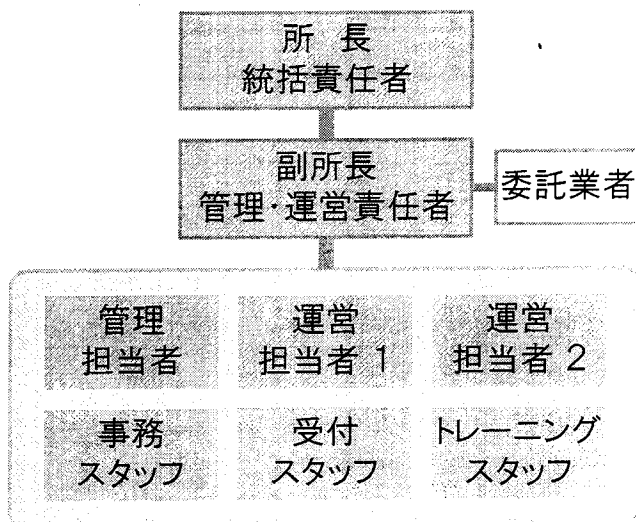 所 長
統括責任者
副所長
管理・運営責任者
委託業者
管理
担当者
運営
担当者 1
運営
担当者 2
事務
スタッフ
受付
スタッフ
トレーニング
スタッフ